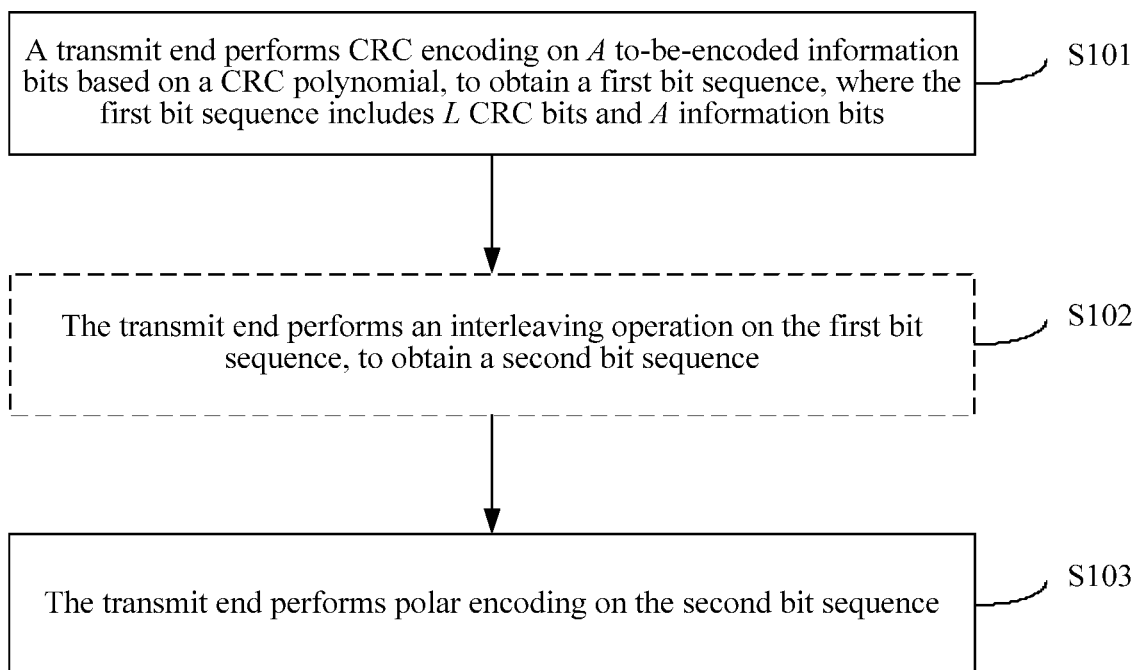 A transmit end performs CRC encoding on A to-be-encoded information
bits based on a CRC polynomial, to obtain a first bit sequence, where the
first bit sequence includes L CRC bits and A information bits
S101
The transmit end performs an interleaving operation on the first bit
sequence, to obtain a second bit sequence
S102
The transmit end performs polar encoding on the second bit sequence
S103